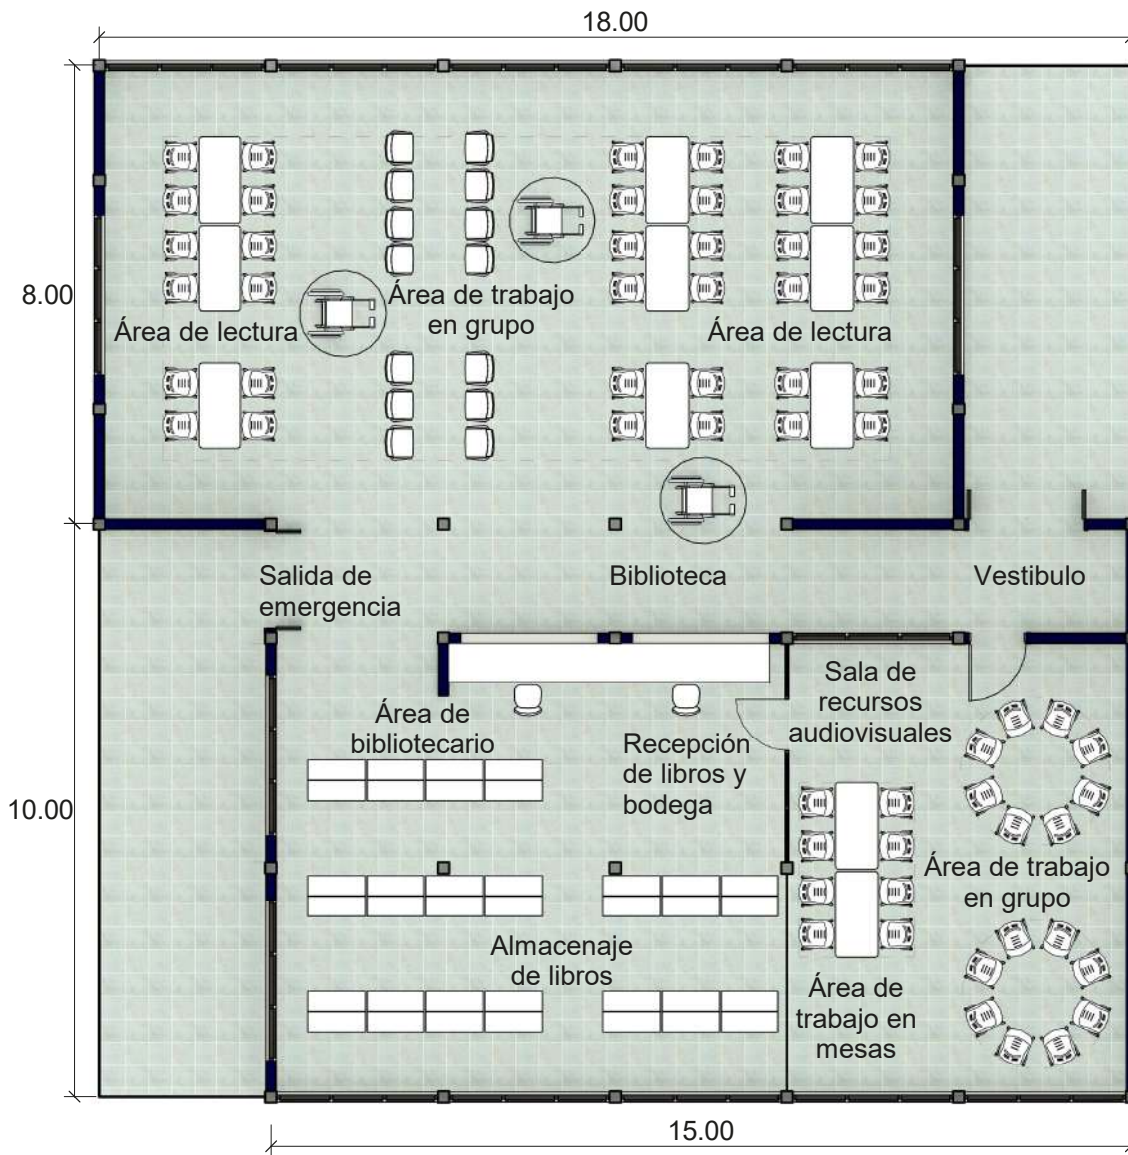 18.00
8.00
Área de trabajo
en grupo
Área de lectura
Área de lectura
Salida de
emergencia
Biblioteca
Vestibulo
Sala de
recursos
audiovisuales
Área de
bibliotecario
Recepción
de libros y
bodega
10.00
Área de trabajo
en grupo
Almacenaje
de libros
Área de
trabajo en
mesas
15.00